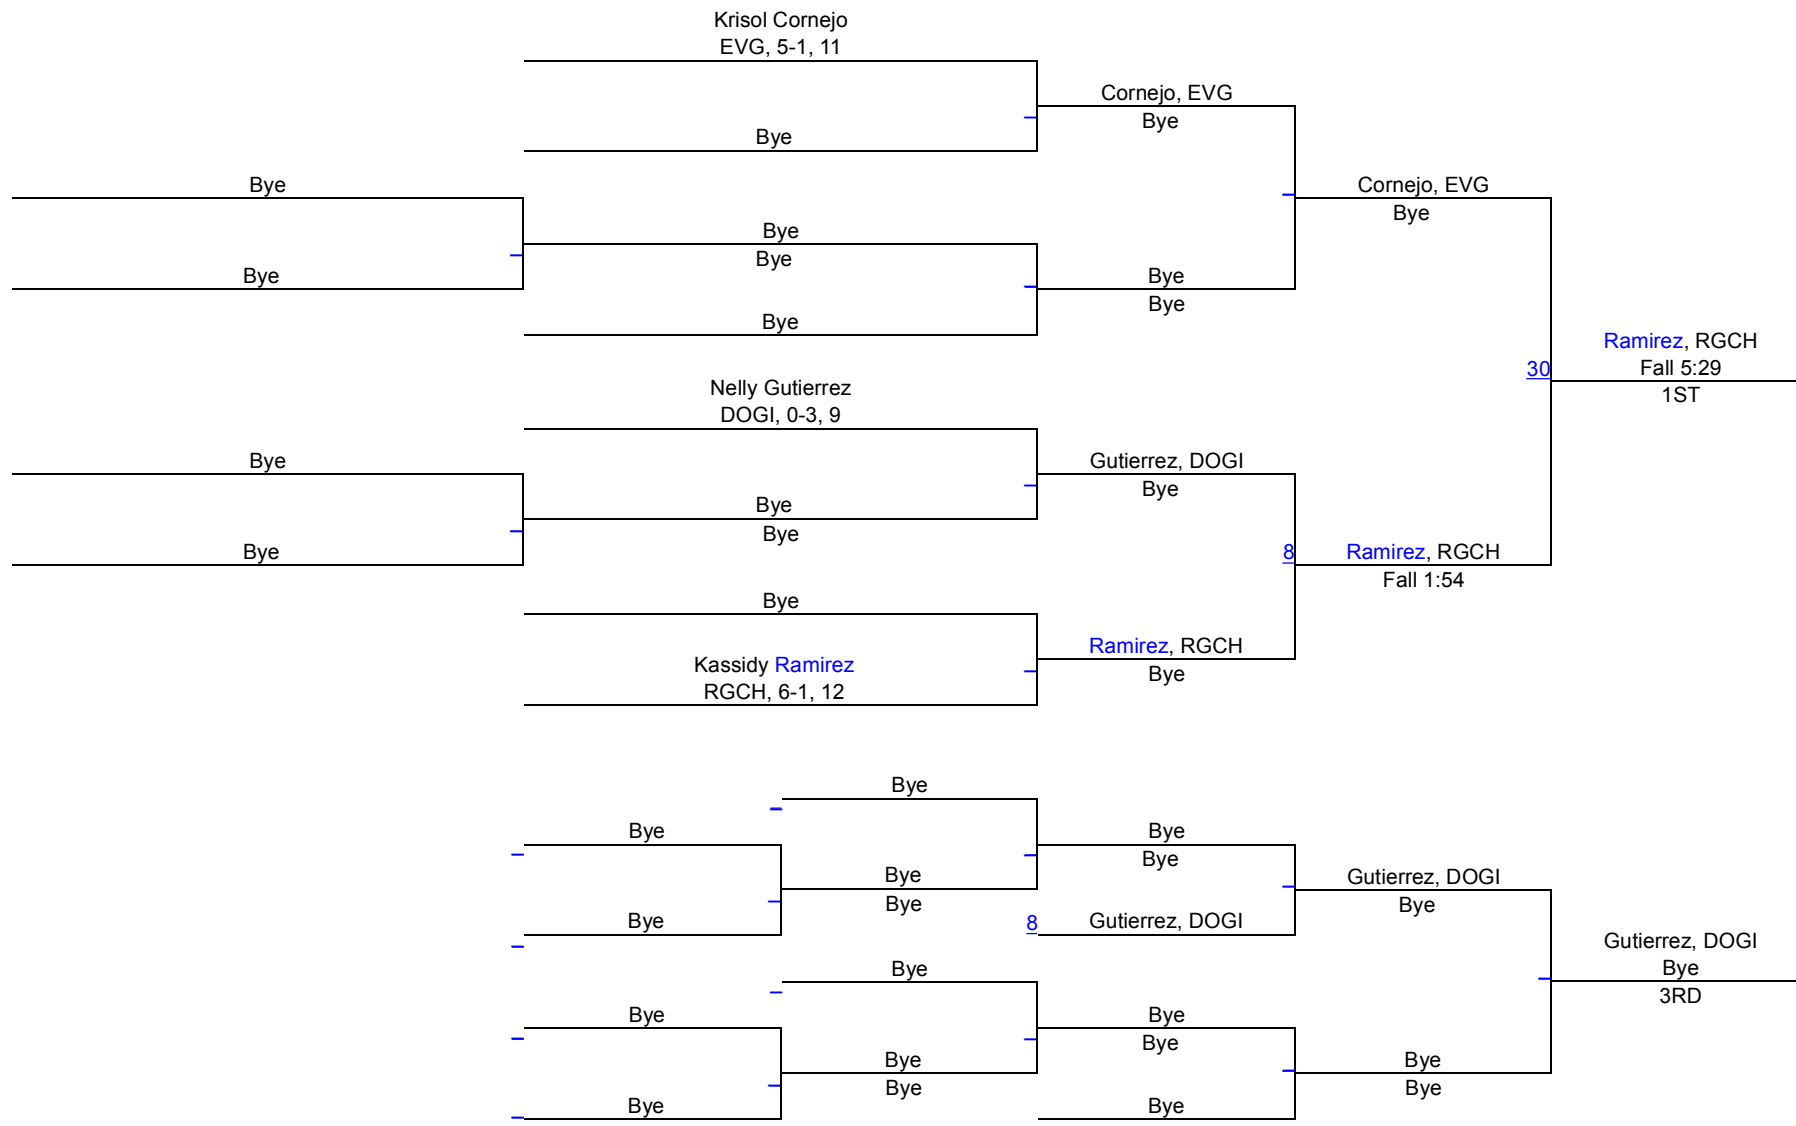 Krisol Cornejo
EVG, 5-1, 11
Cornejo, EVG
Bye
Bye
Bye
Cornejo, EVG
Bye
Bye
Bye
Bye
Bye
Bye
Bye
Ramirez, RGCH
30
Fall 5:29
1ST
Nelly Gutierrez
DOGI, 0-3, 9
Bye
Gutierrez, DOGI
Bye
Bye
Bye
Bye
8
Ramirez, RGCH
Fall 1:54
Bye
Ramirez, RGCH
Kassidy Ramirez
Bye
RGCH, 6-1, 12
Bye
Bye
Bye
Bye
Bye
Gutierrez, DOGI
Bye
Bye
Bye
8
Gutierrez, DOGI
Gutierrez, DOGI
Bye
Bye
3RD
Bye
Bye
Bye
Bye
Bye
Bye
Bye
Bye
Bye